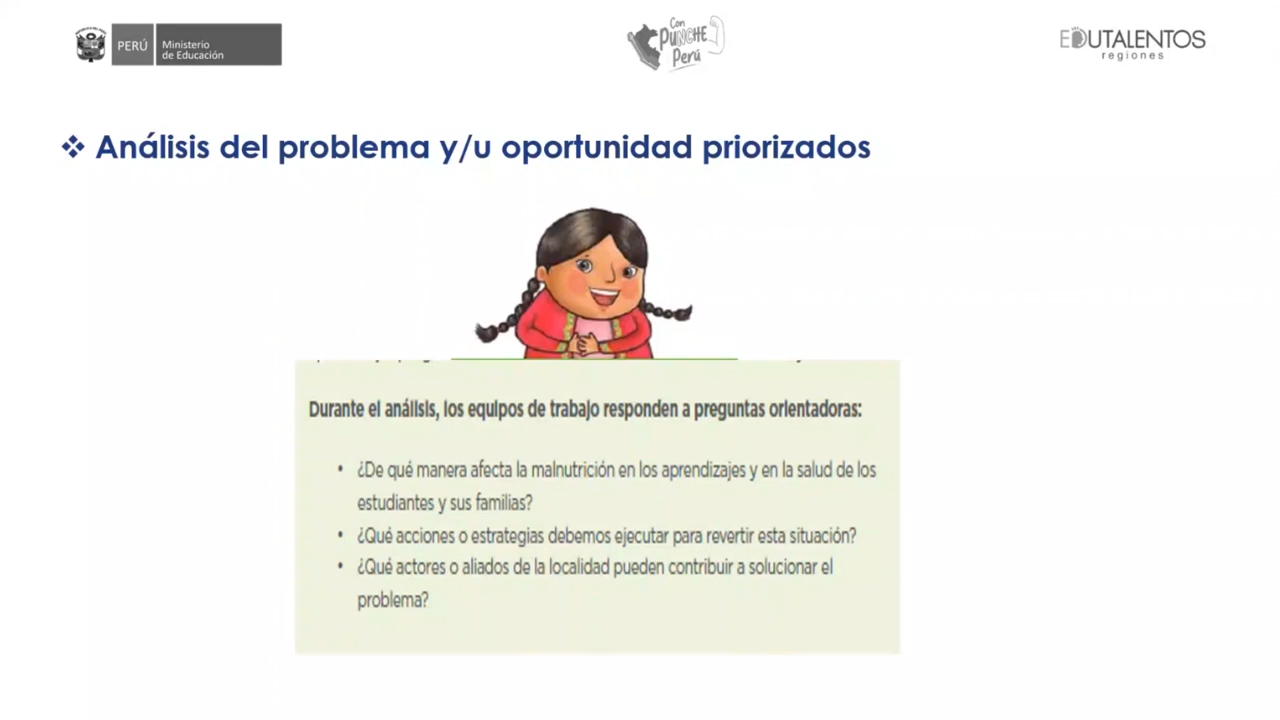 PERÚ
Ministerio
de Educación
Con
PUNCHE
Perú
EDUTALENTOS
regiones
❖ Análisis del problema y/u oportunidad priorizados
Durante el análisis, los equipos de trabajo responden a preguntas orientadoras:
• ¿De qué manera afecta la malnutrición en los aprendizajes y en la salud de los
estudiantes y sus familias?
• ¿Qué acciones o estrategias debemos ejecutar para revertir esta situación?
• ¿Qué actores o aliados de la localidad pueden contribuir a solucionar el
problema?